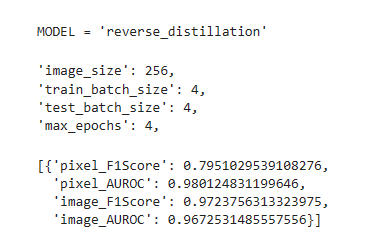 MODEL = 'reverse_distillation'
'image_size': 256,
'train_batch_size': 4,
'test_batch_size': 4,
'max_epochs': 4,
[{'pixel_F1Score': 0.7951029539108276,
'pixel_AUROC': 0.980124831199646,
'image_F1Score': 0.9723756313323975,
'image_AUROC': 0.9672531485557556}]